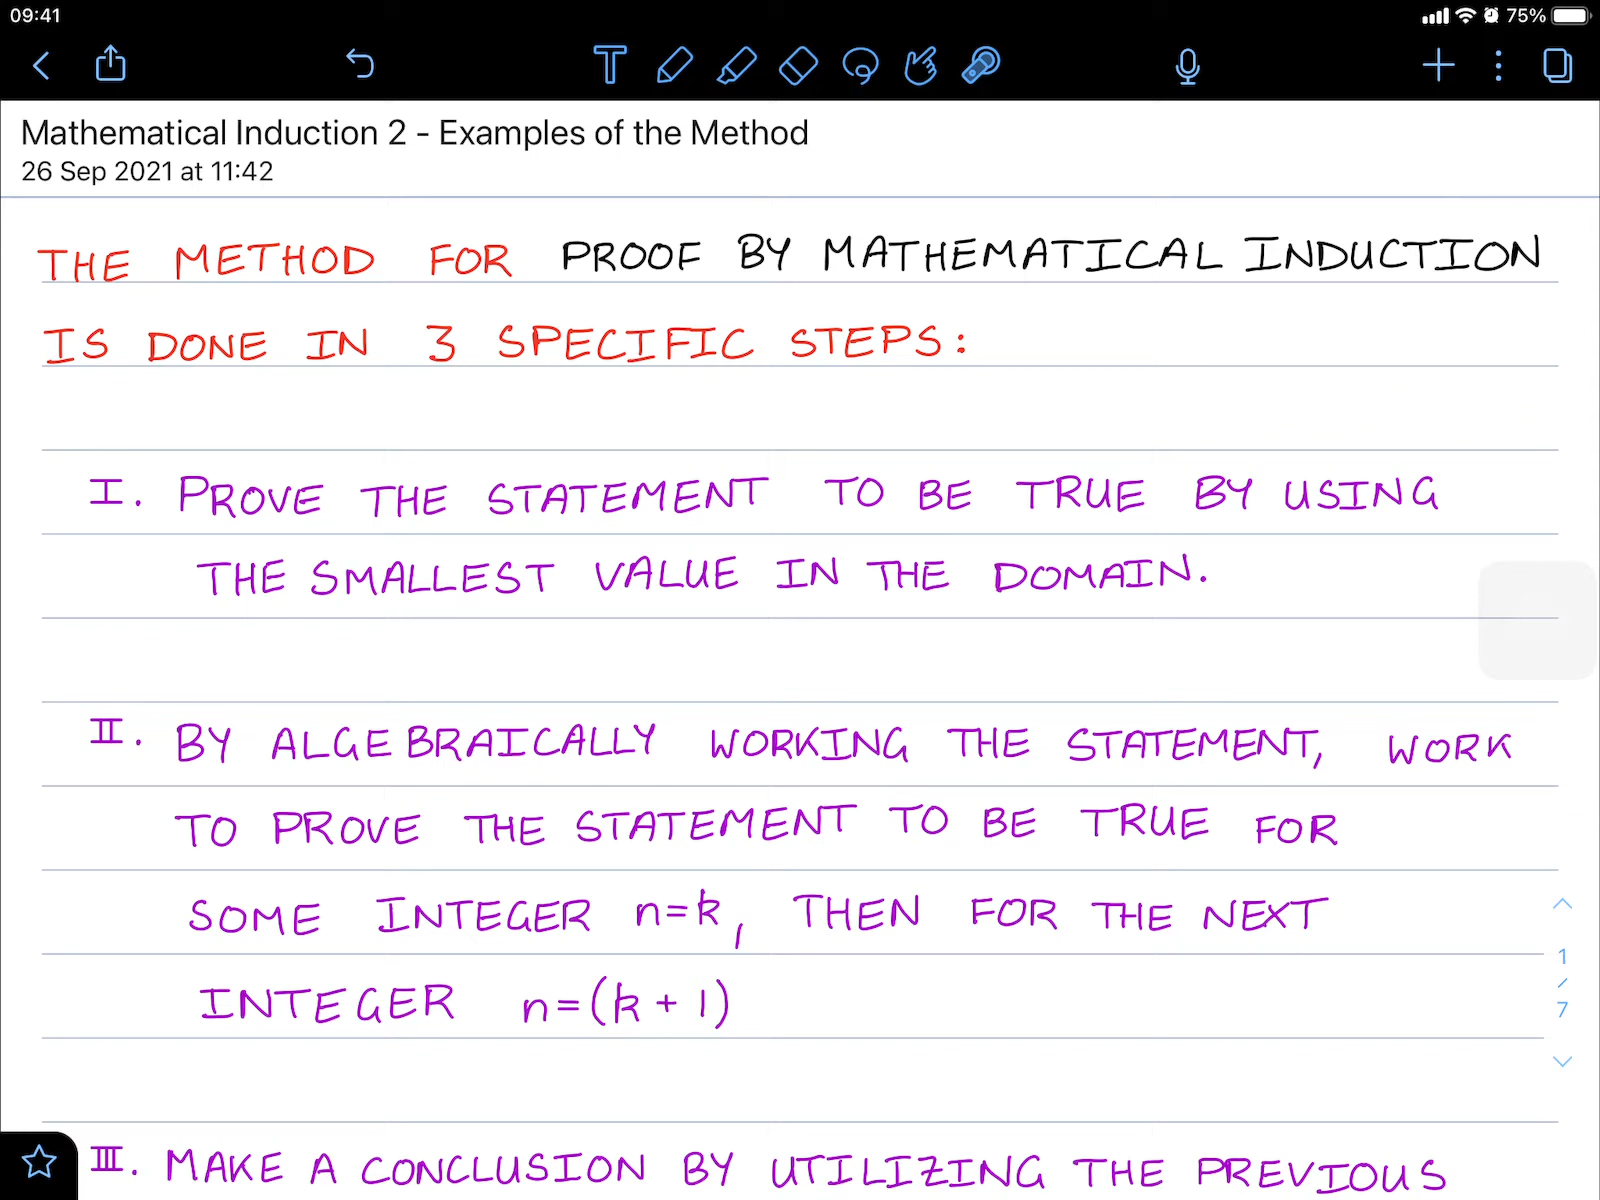 09:41
75%
Mathematical Induction 2 - Examples of the Method
26 Sep 2021 at 11:42
THE METHOD FOR PROOF BY MATHEMATICAL INDUCTION
IS DONE IN 3 SPECIFIC STEPS:
I. PROVE THE STATEMENT TO BE TRUE BY USING
THE SMALLEST VALUE IN THE DOMAIN.
II. BY ALGEBRAICALLY WORKING THE STATEMENT, WORK
TO PROVE THE STATEMENT TO BE TRUE FOR
SOME INTEGER n=k, THEN FOR THE NEXT
INTEGER n=(k+1)
1
/
7
III. MAKE A CONCLUSION BY UTILIZING THE PREVIOUS